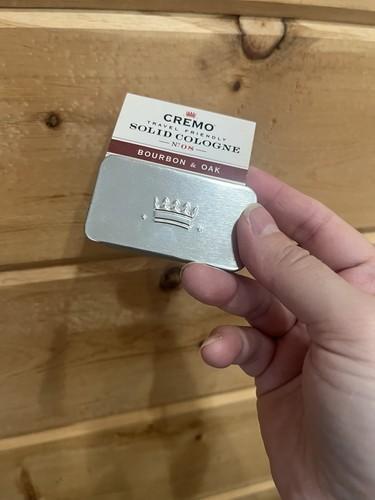 CREMO
TRAVEL FRIENDLY
SOLID COLOGNE
Nº 08
BOURBON & OAK